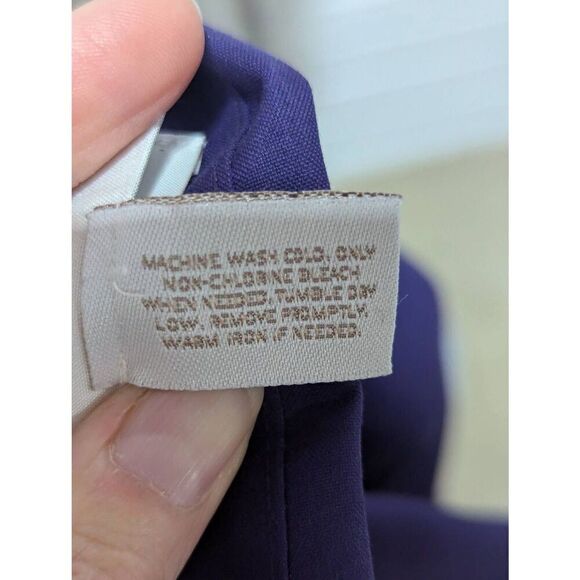 MACHINE WASH COLD, ONLY
NON-CHLORINE BLEACH
WHEN NEEDED. TUMBLE DRY
LOW. REMOVE PROMPTLY.
WARM IRON IF NEEDED.